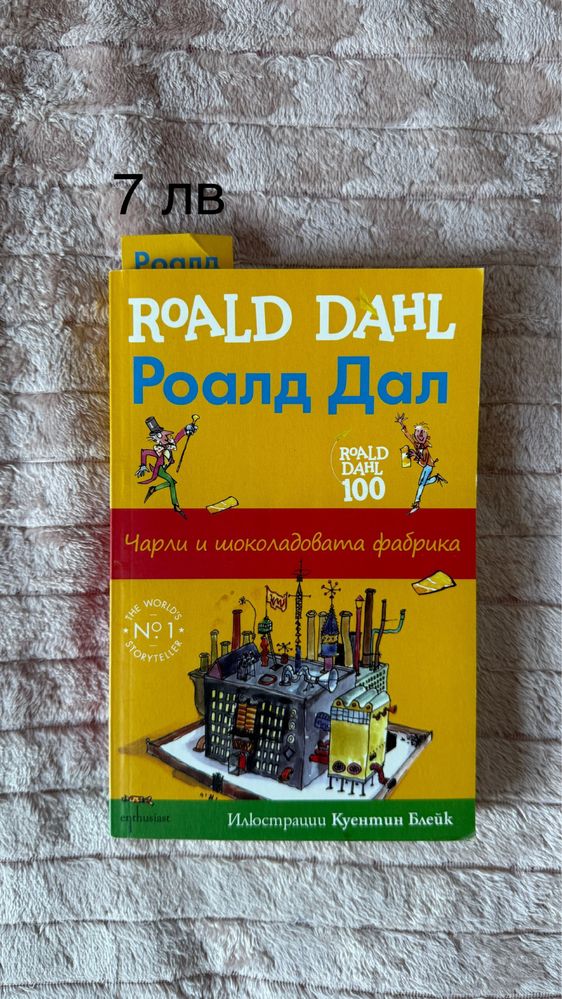 7 лв
Роалд
ROALD DAHL
Роалд Дал
ROALD
DAHL
100
Чарли и шоколадовата фабрика
THE WORLD'S
Nº1
STORYTELLER
enthusiast
Илюстрации Куентин Блейк